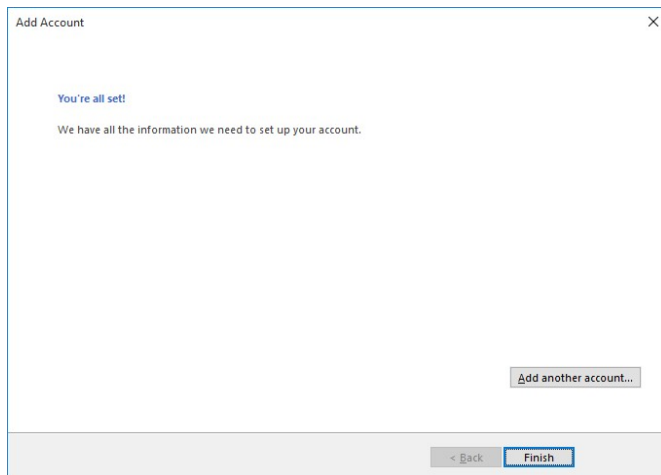 Add Account
You're all set!
We have all the information we need to set up your account.
Add another account...
< Back
Finish